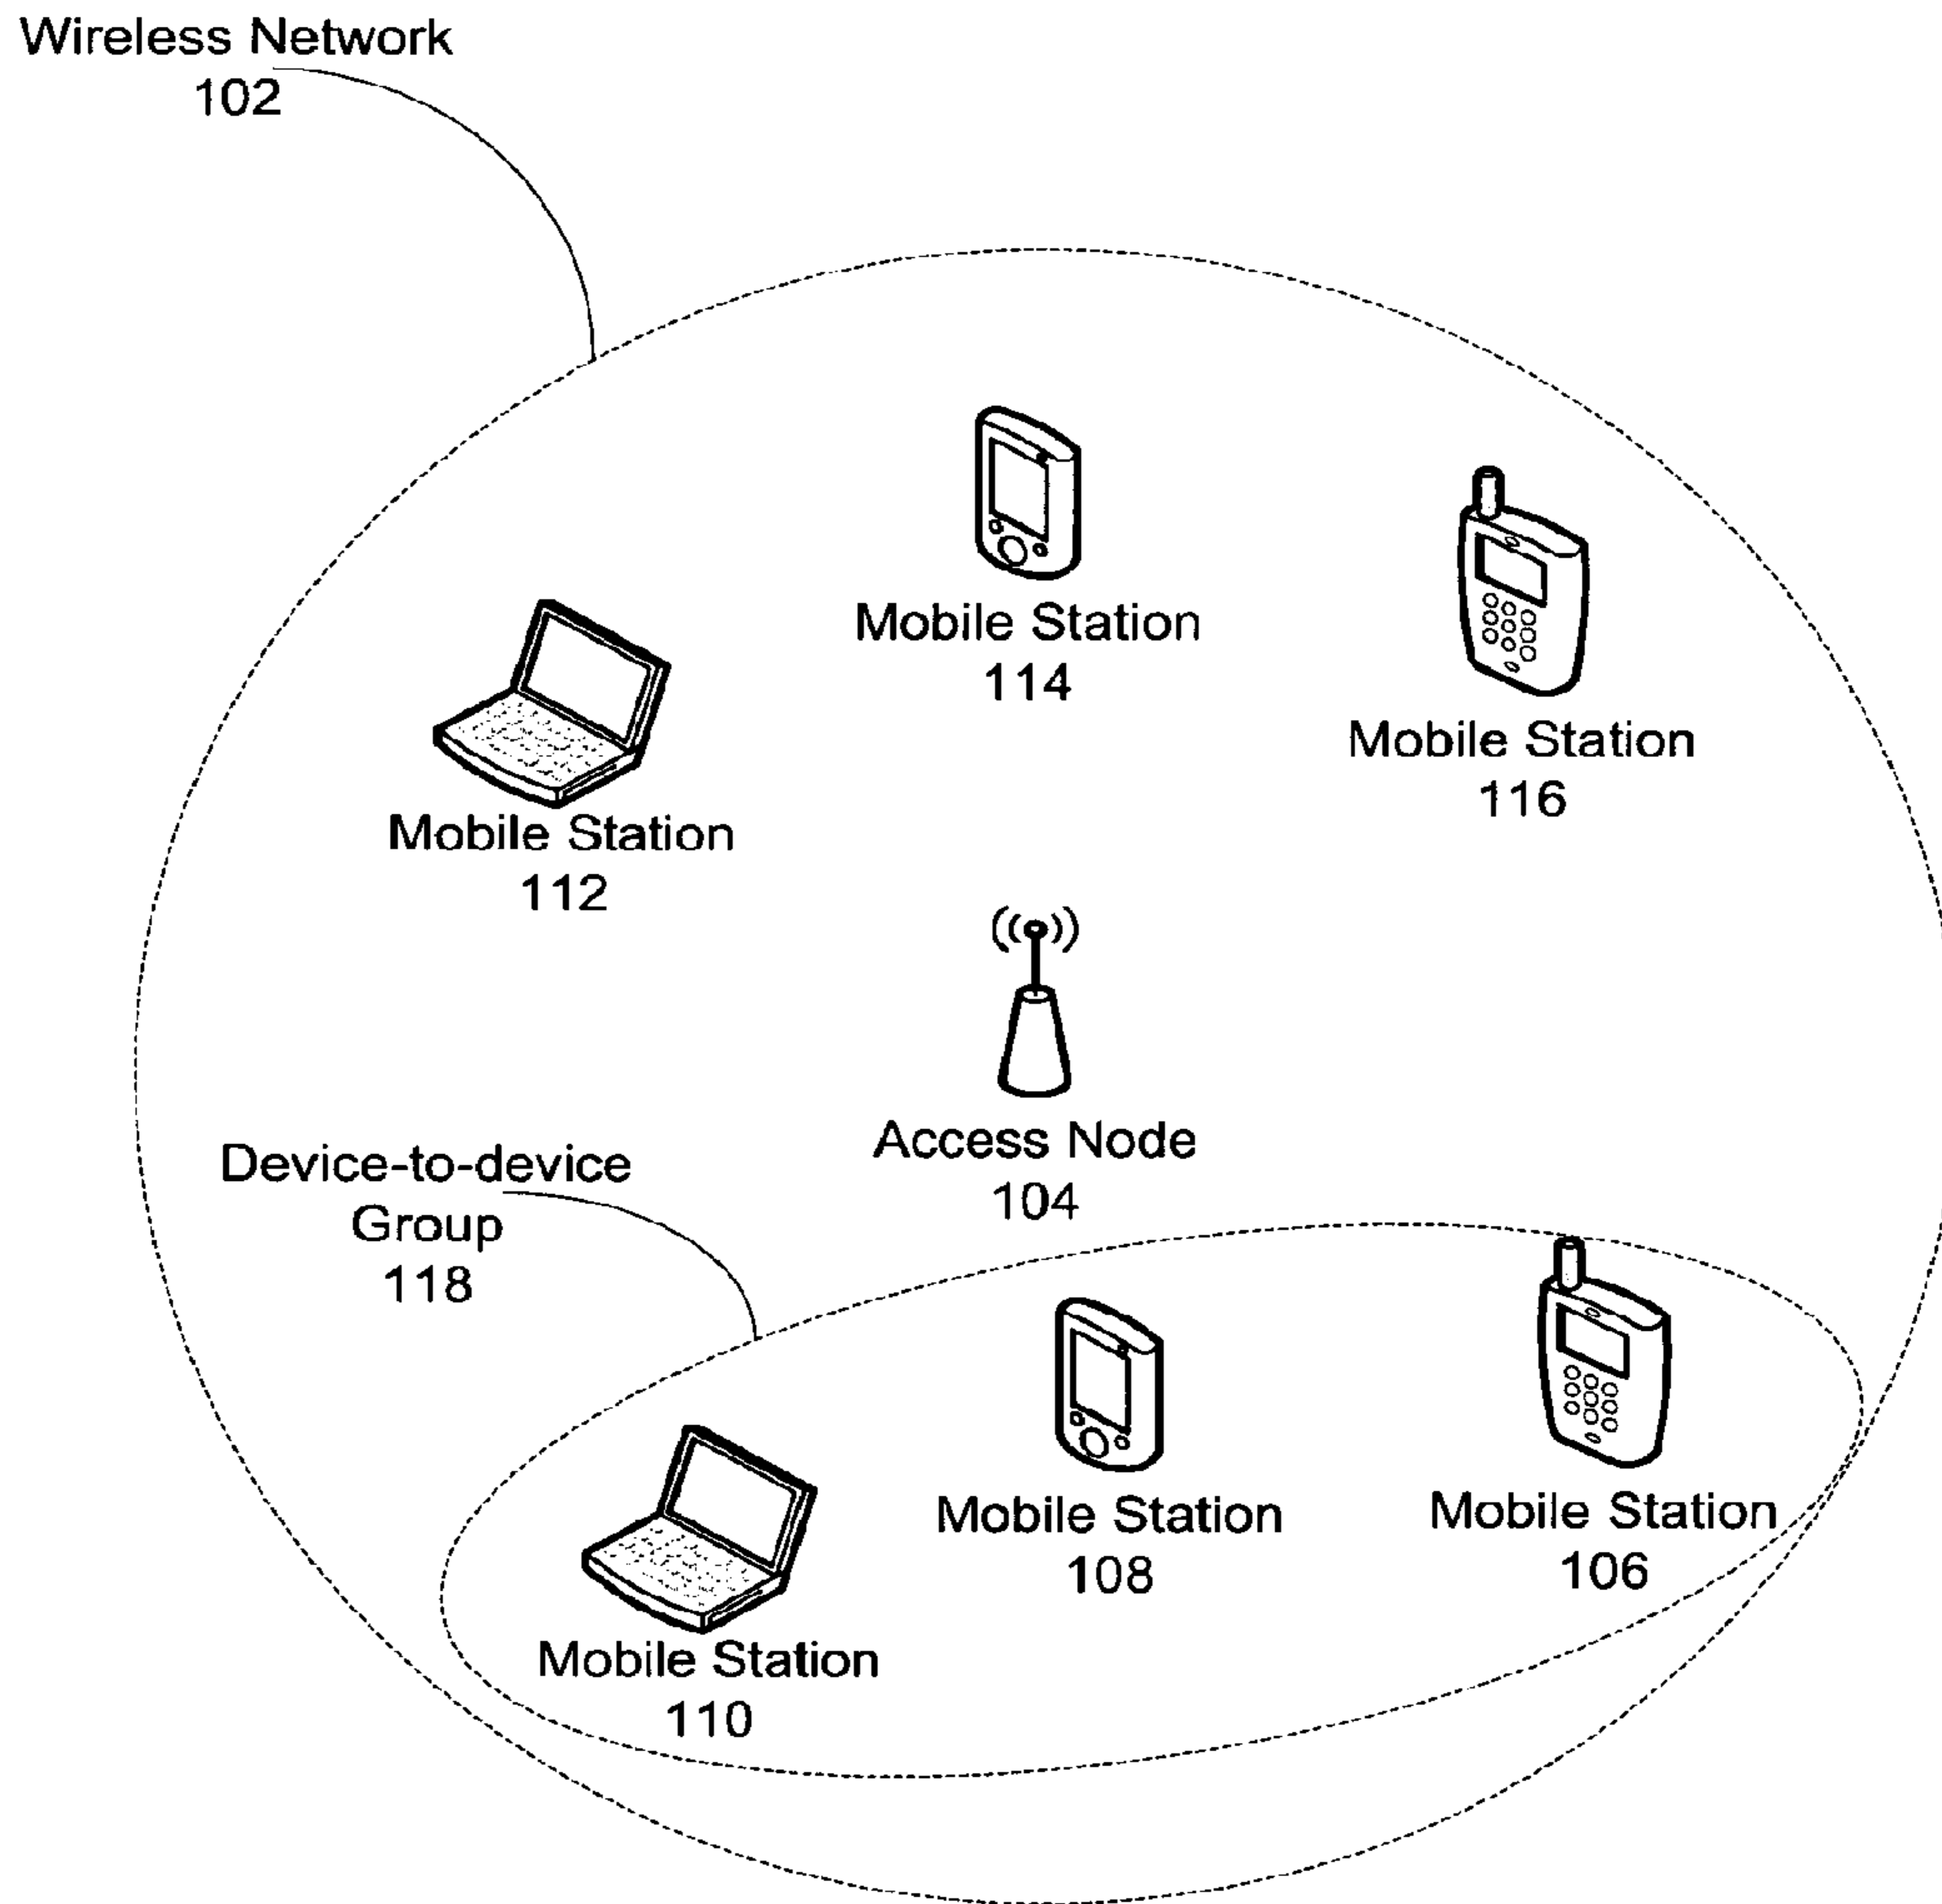 Wireless Network
102
Mobile Station
114
Mobile Station
116
Mobile Station
112
Access Node
104
Device-to-device
Group
118
Mobile Station
108
Mobile Station
106
Mobile Station
110